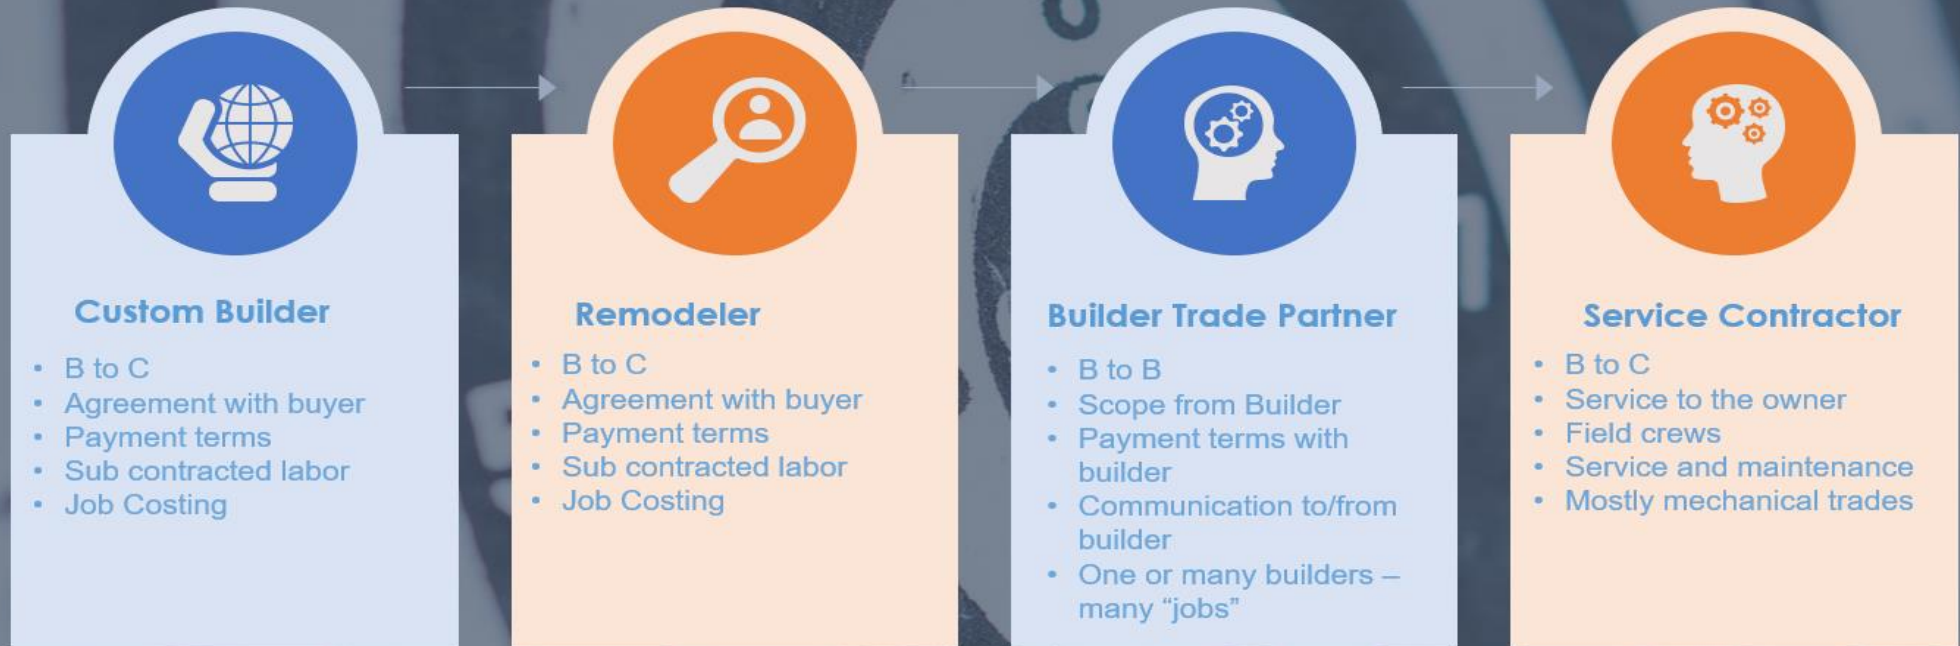 Custom Builder
• B to C
• Agreement with buyer
• Payment terms
• Sub contracted labor
• Job Costing
Remodeler
• B to C
• Agreement with buyer
• Payment terms
• Sub contracted labor
• Job Costing
Builder Trade Partner
• B to B
• Scope from Builder
• Payment terms with
builder
• Communication to/from
builder
• One or many builders –
many “jobs”
Service Contractor
• B to C
• Service to the owner
• Field crews
• Service and maintenance
• Mostly mechanical trades